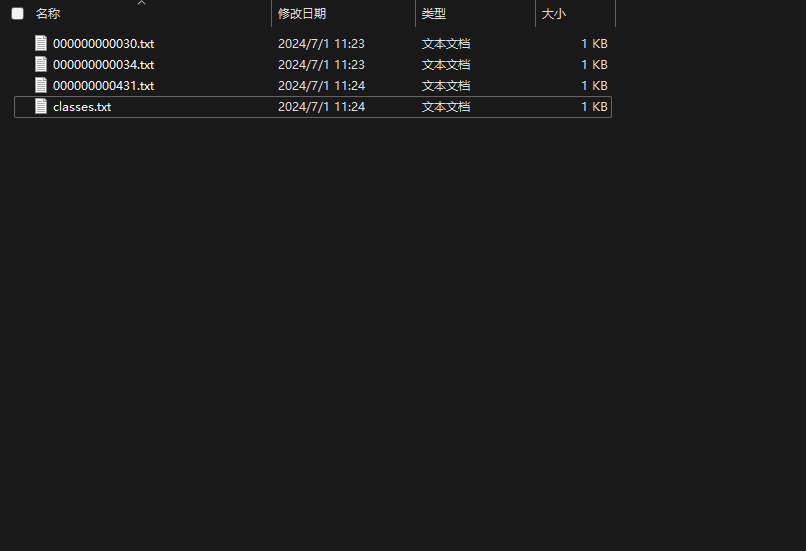 名称 修改日期 类型 大小
000000000030.txt 2024/7/1 11:23 文本文档 1 KB
000000000034.txt 2024/7/1 11:23 文本文档 1 KB
000000000431.txt 2024/7/1 11:24 文本文档 1 KB
classes.txt 2024/7/1 11:24 文本文档 1 KB